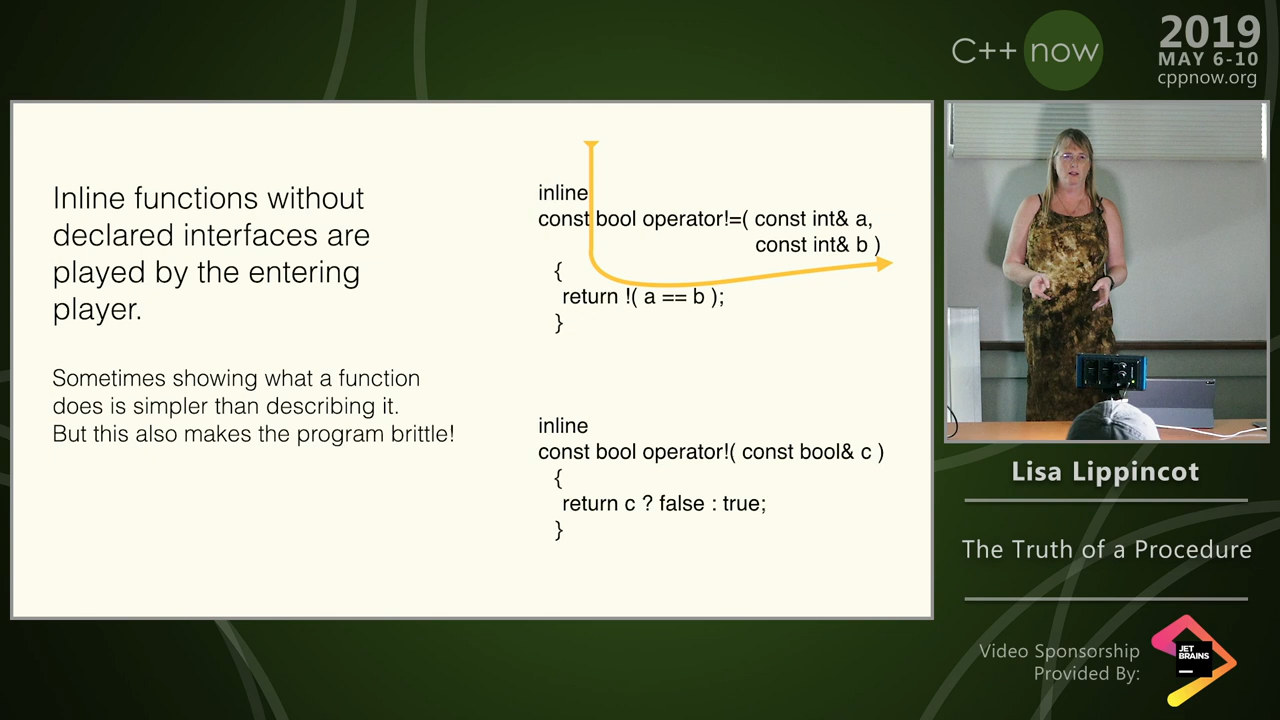 C++ now
2019
MAY 6-10
cppnow.org
Inline functions without
declared interfaces are
played by the entering
player.
Sometimes showing what a function
does is simpler than describing it.
But this also makes the program brittle!
inline
const bool operator!=( const int& a,
const int& b )
{
return !( a == b );
}
inline
const bool operator!( const bool& c )
{
return c ? false : true;
}
Lisa Lippincot
The Truth of a Procedure
Video Sponsorship
Provided By:
JET
BRAINS